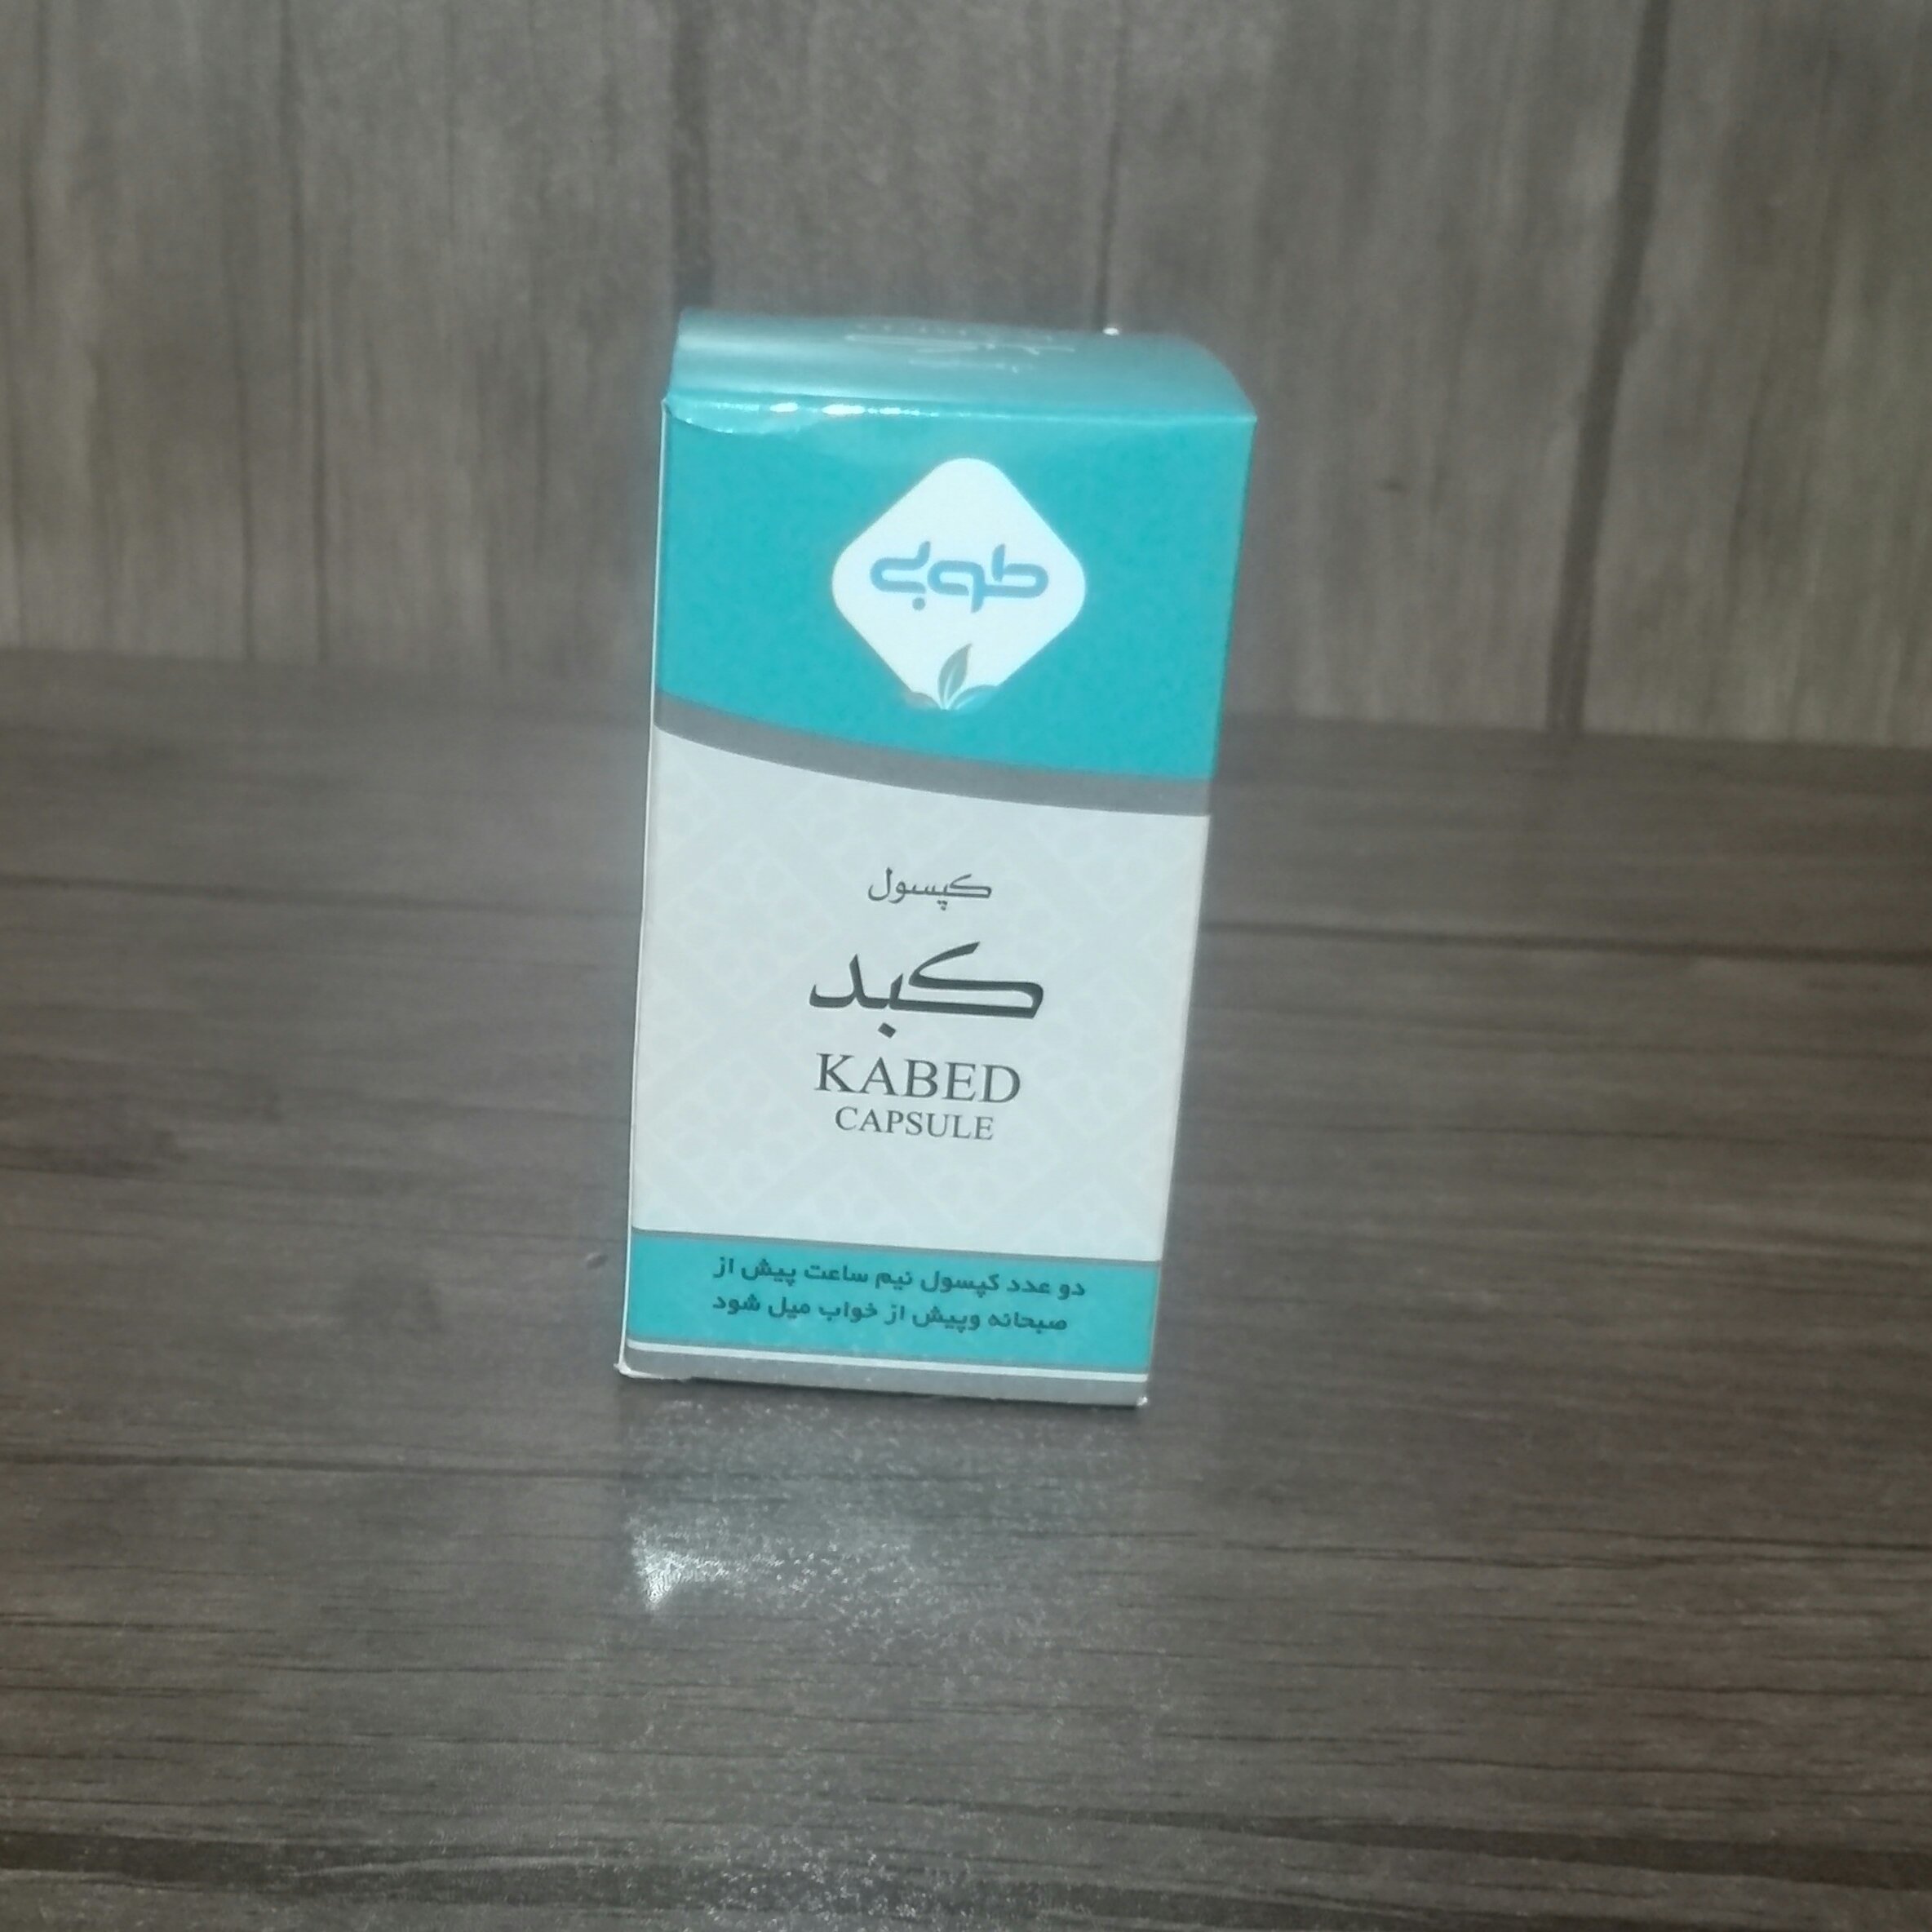 طوبی
کپسول
کبد
KABED
CAPSULE
دو عدد کپسول نیم ساعت پیش از
صبحانه وپیش از خواب میل شود